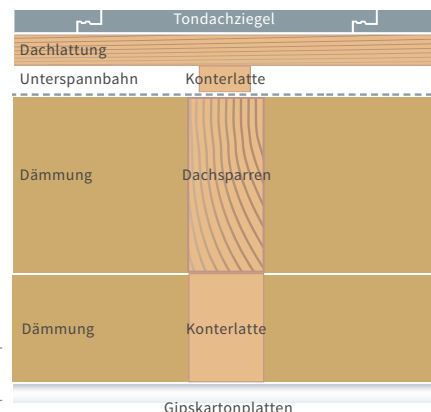 Tondachziegel
Dachlattung
Unterspannbahn Konterlatte
Dämmung Dachsparren
Dämmung Konterlatte
Gipskartonplatten